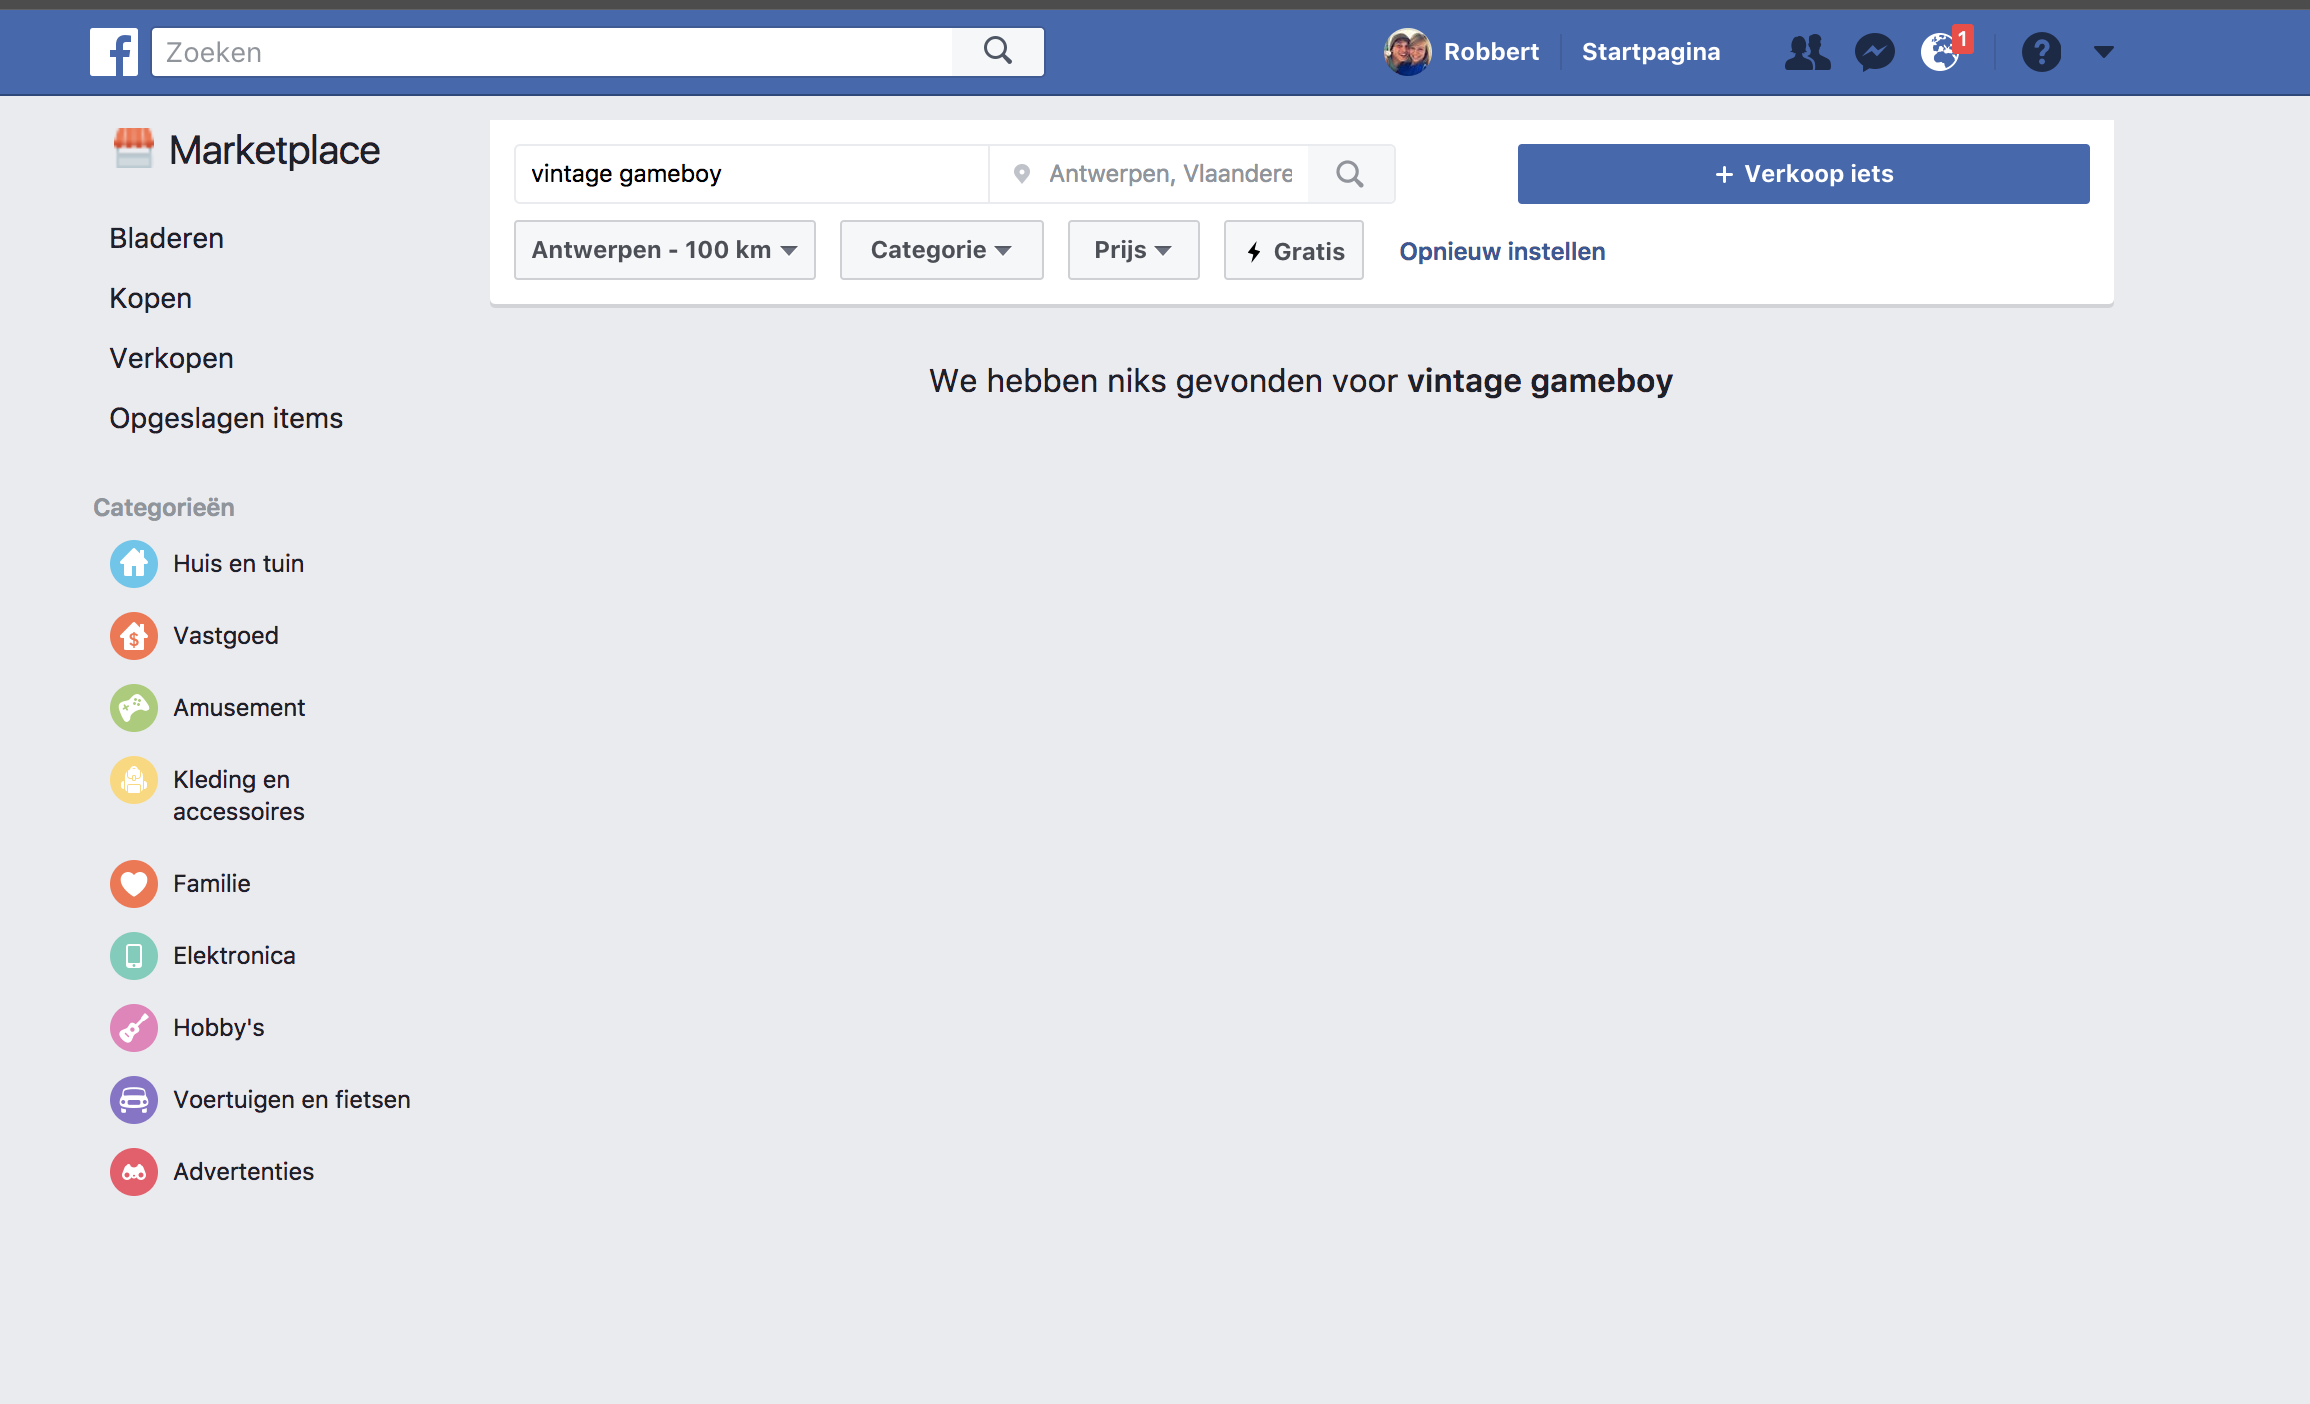 Zoeken
Robbert
Startpagina
1
?
Marketplace
vintage gameboy
Antwerpen, Vlaandere
+ Verkoop iets
Antwerpen - 100 km
Categorie
Prijs
Gratis
Opnieuw instellen
Bladeren
Kopen
Verkopen
Opgeslagen items
We hebben niks gevonden voor vintage gameboy
Categorieën
Huis en tuin
$
Vastgoed
Amusement
Kleding en
accessoires
Familie
Elektronica
Hobby's
Voertuigen en fietsen
Advertenties